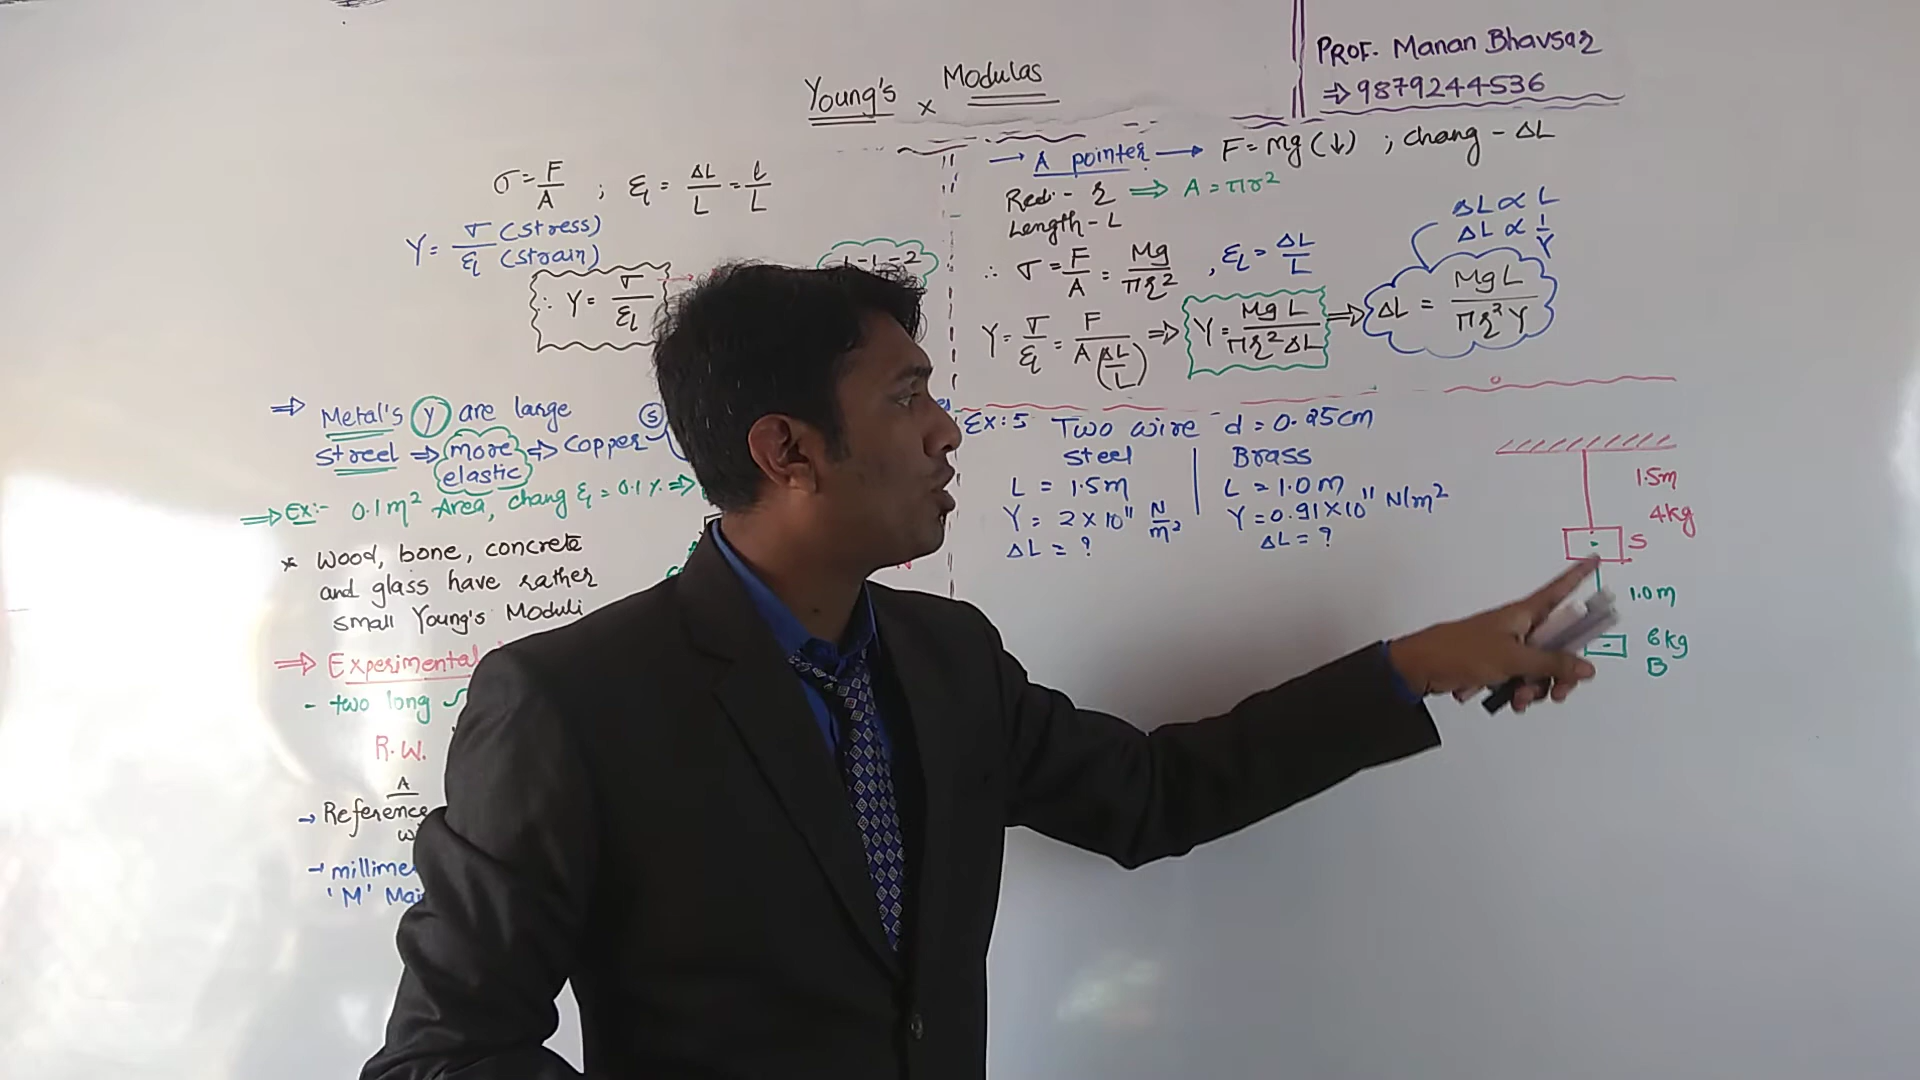 Young's x Modulas
PROF. Manan Bhavsar
⇒ 9879244536
σ = F/A ; εl = ΔL/L = l/L
Y = σ (stress) / εl (strain)
∴ Y = σ/εl
⇒ Metal's Y are large
streel ⇒ more elastic ⇒ copper
⇒ Ex:- 0.1 m² Area, chang εl = 0.1 %. ⇒
* Wood, bone, concrete
and glass have rather
small Young's Moduli
⇒ Experimental
- two long
R.W.
A
→ Reference
→ millime
'M' Mai
→ A pointer → F = Mg (↓) ; chang - ΔL
Redi - r ⇒ A = πr²
Length - L
∴ σ = F/A = Mg/πr² , εL = ΔL/L
ΔL ∝ L
ΔL ∝ 1/Y
Y = σ/εl = F/A(ΔL/L) ⇒ Y = MgL/πr²ΔL ⇒ ΔL = MgL/πr²Y
Ex: 5 Two wire d = 0.25cm
Steel
L = 1.5m
Y = 2 × 10¹¹ N/m²
ΔL = ?
Brass
L = 1.0 m
Y = 0.91 × 10¹¹ N/m²
ΔL = ?
1.5m
4kg
S
1.0m
6kg
B